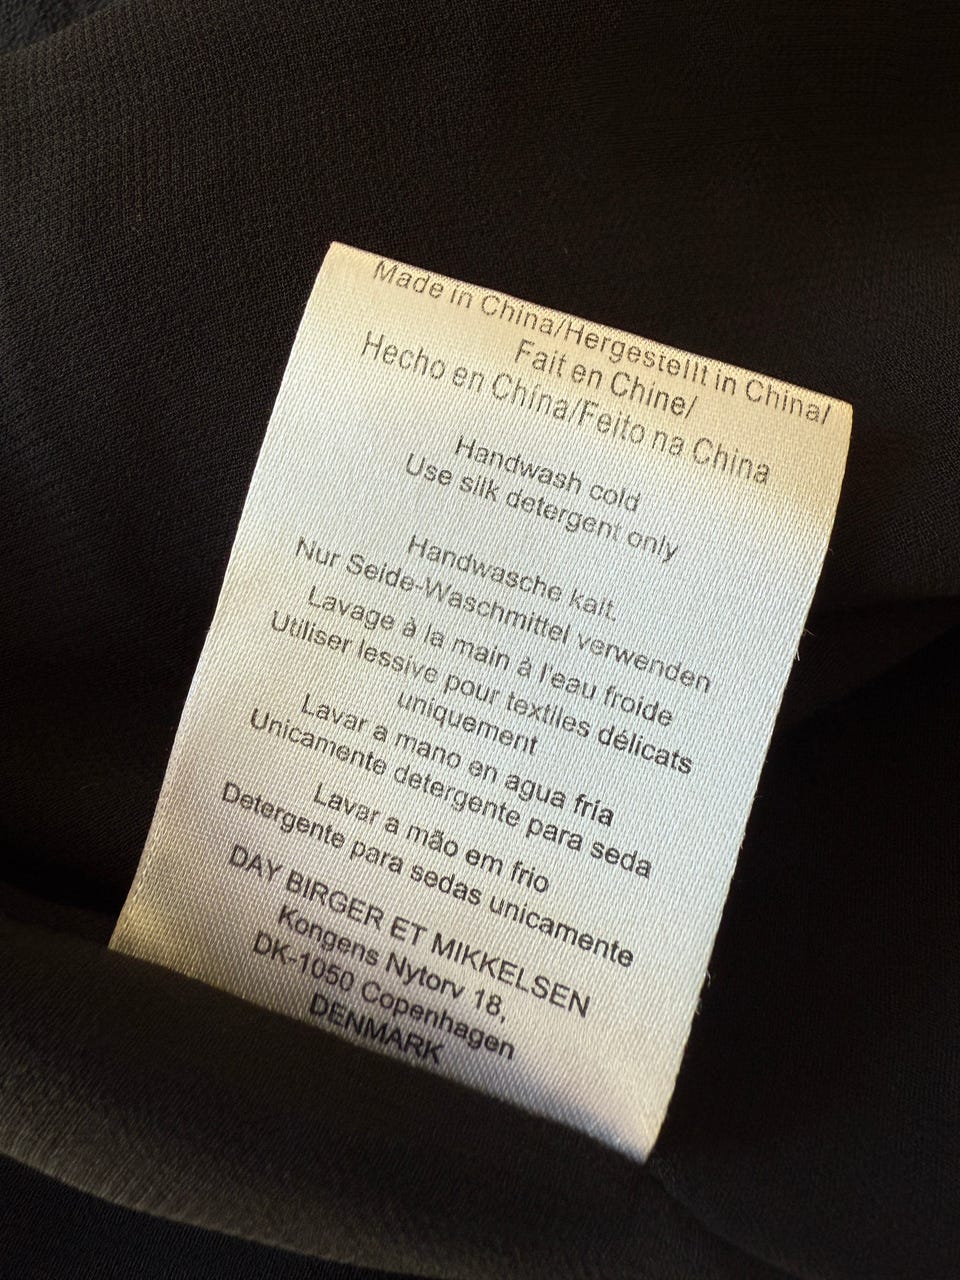 Made in China/Hergestellt in China/
Fait en Chine/
Hecho en China/Feito na China
Handwash cold
Use silk detergent only
Handwasche kalt.
Nur Seide-Waschmittel verwenden
Lavage à la main à l'eau froide
Utiliser lessive pour textiles délicats
uniquement
Lavar a mano en agua fría
Unicamente detergente para seda
Lavar a mão em frio
Detergente para sedas unicamente
DAY BIRGER ET MIKKELSEN
Kongens Nytorv 18,
DK-1050 Copenhagen
DENMARK